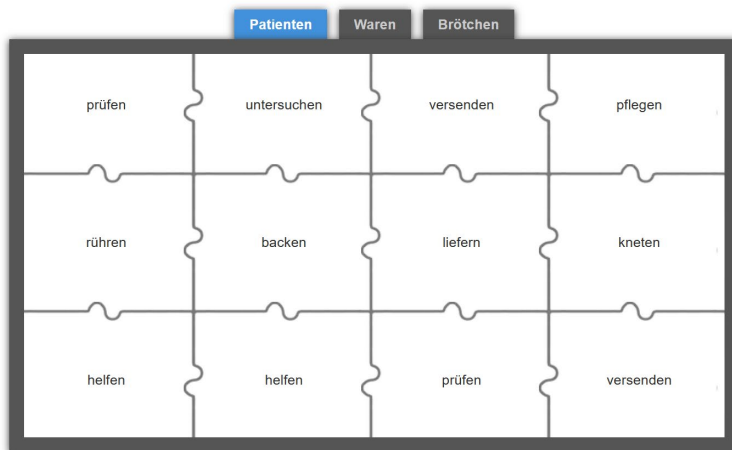 Patienten Waren Brötchen
prüfen untersuchen versenden pflegen
rühren backen liefern kneten
helfen helfen prüfen versenden